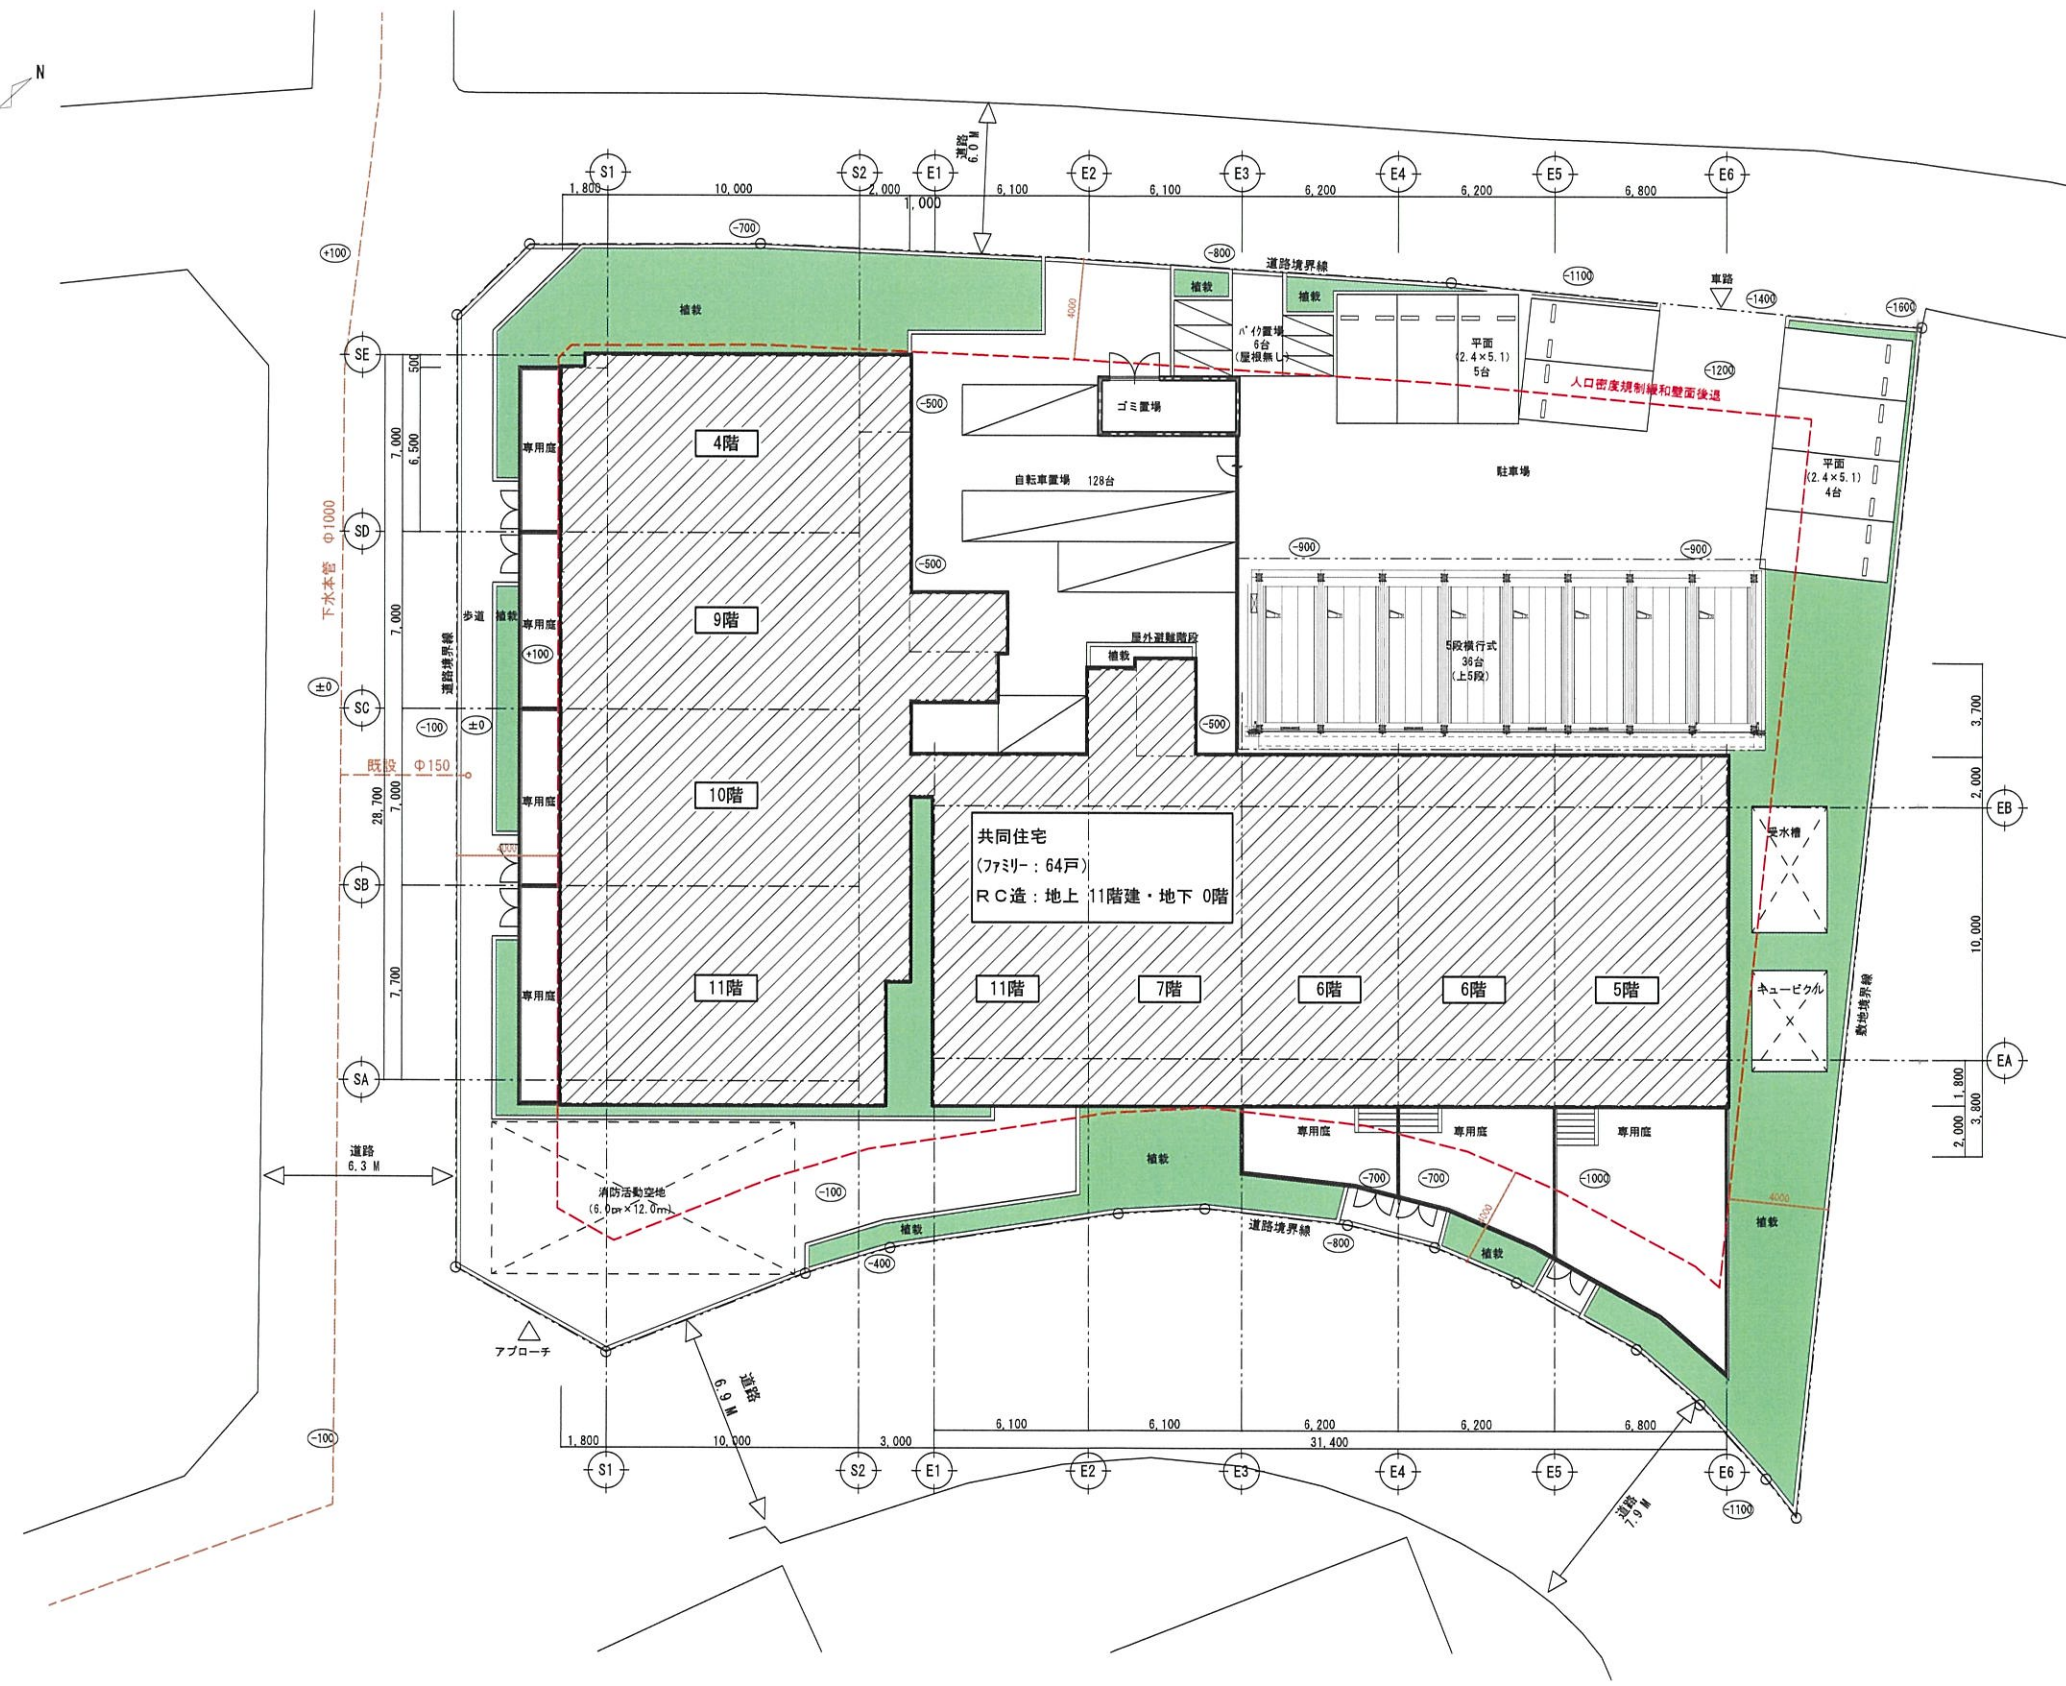 N
道路
6.0 M
S1
S2
E1
E2
E3
E4
E5
E6
1,800
10,000
2,000
1,000
6,100
6,100
6,200
6,200
6,800
+100
-700
-800
道路境界線
-1100
車路
-1400
-1600
植栽
4000
植栽
植栽
バイク置場
6台
(屋根無し)
平面
(2.4×5.1)
5台
-1200
人口密度規制緩和壁面後退
SE
500
-500
ゴミ置場
7,000
6,500
専用庭
4階
自転車置場 128台
駐車場
平面
(2.4×5.1)
4台
下水本管 Φ1000
SD
-500
-900
-900
7,000
道路境界線
歩道
植栽
専用庭
+100
9階
屋外避難階段
植栽
5段横行式
36台
(上5段)
±0
SC
-100
±0
-500
3,700
既設 Φ150
28,700
7,000
専用庭
10階
2,000
EB
共同住宅
(ファミリー：64戸)
RC造：地上 11階建・地下 0階
受水槽
4000
SB
10,000
7,700
専用庭
11階
11階
7階
6階
6階
5階
キュービクル
敷地境界線
SA
EA
1,800
3,800
2,000
専用庭
専用庭
専用庭
道路
6.3 M
植栽
消防活動空地
(6.0m×12.0m)
-100
-700
-700
-1000
4000
4000
植栽
植栽
道路境界線
-800
植栽
-400
アプローチ
道路
6.9 M
-100
6,100
6,100
6,200
6,200
6,800
1,800
10,000
3,000
31,400
S1
S2
E1
E2
E3
E4
E5
E6
道路
7.9 M
-1100